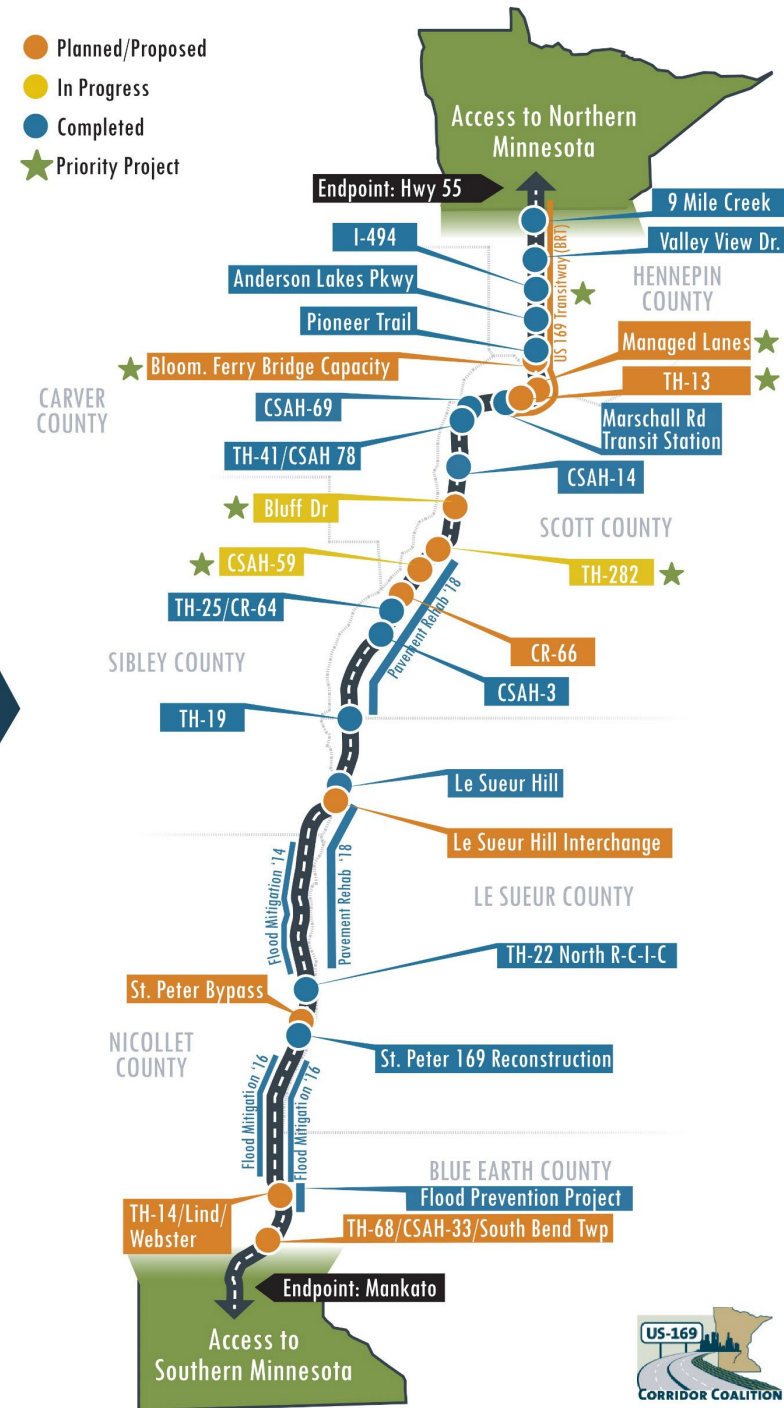 Planned/Proposed
In Progress
Completed
Priority Project
Access to Northern
Minnesota
Endpoint: Hwy 55
9 Mile Creek
I-494
Valley View Dr.
Anderson Lakes Pkwy
HENNEPIN
COUNTY
US 169 Transitway (BRT)
Pioneer Trail
Managed Lanes
Bloom. Ferry Bridge Capacity
TH-13
CARVER
COUNTY
CSAH-69
Marschall Rd
Transit Station
TH-41/CSAH 78
CSAH-14
Bluff Dr
SCOTT COUNTY
CSAH-59
TH-282
TH-25/CR-64
Pavement Rehab '18
CR-66
SIBLEY COUNTY
CSAH-3
TH-19
Le Sueur Hill
Le Sueur Hill Interchange
Flood Mitigation '14
Pavement Rehab '18
LE SUEUR COUNTY
TH-22 North R-C-I-C
St. Peter Bypass
NICOLLET
COUNTY
St. Peter 169 Reconstruction
Flood Mitigation '16
Flood Mitigation '16
BLUE EARTH COUNTY
Flood Prevention Project
TH-14/Lind/
Webster
TH-68/CSAH-33/South Bend Twp
Endpoint: Mankato
Access to
Southern Minnesota
US-169
CORRIDOR COALITION